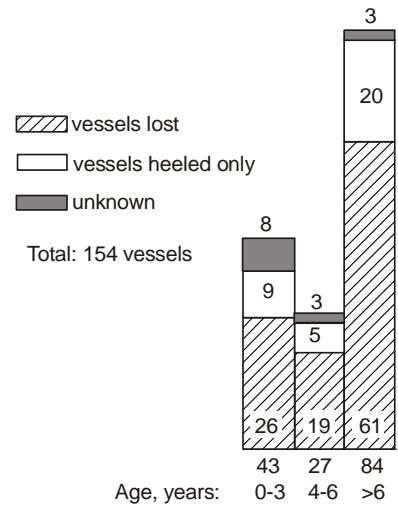 3
20
vessels lost
vessels heeled only
unknown
8
Total: 154 vessels
9
3
5
26 19 61
43 27 84
Age, years: 0-3 4-6 >6